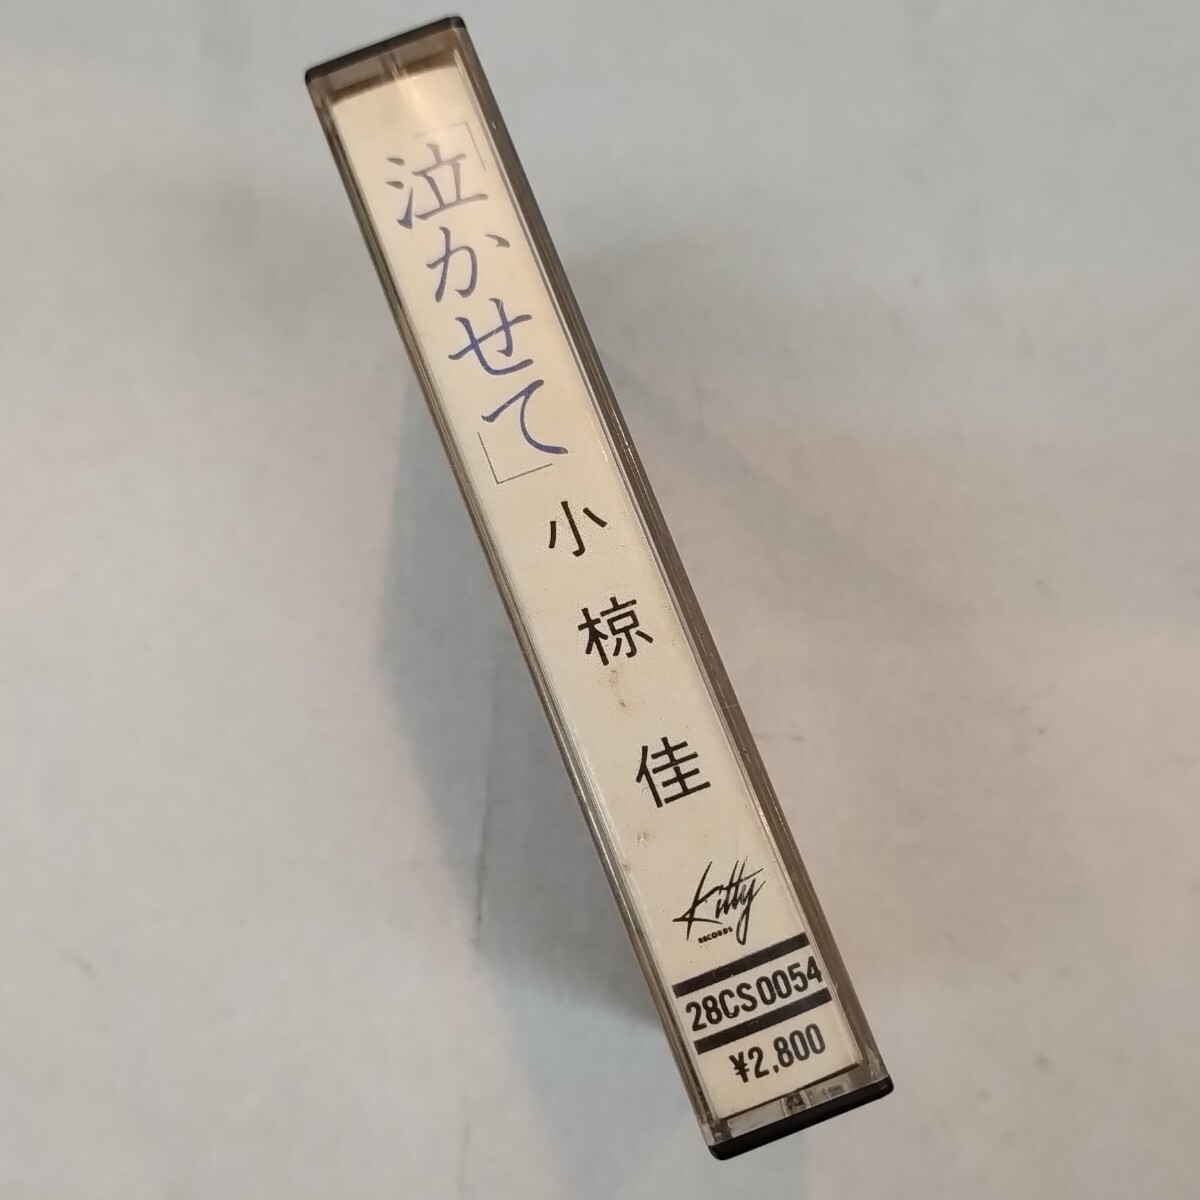 「泣かせて」
小椋佳
Kitty
RECORDS
28CS0054
¥2,800